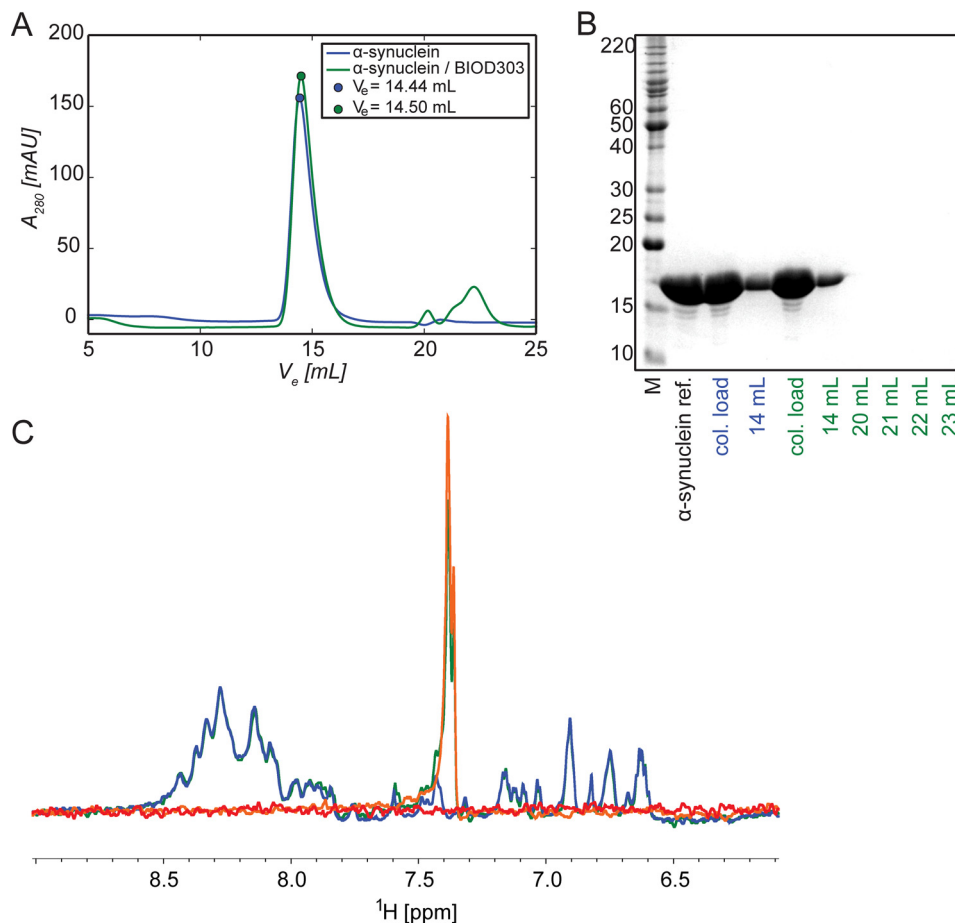 A
200
150
100
50
0
A280 [mAU]
5
10
15
20
25
Ve [mL]
α-synuclein
α-synuclein / BIOD303
Ve = 14.44 mL
Ve = 14.50 mL
B
220
60
50
40
30
25
20
15
10
M
α-synuclein ref.
col. load
14 mL
col. load
14 mL
20 mL
21 mL
22 mL
23 mL
C
8.5
8.0
7.5
7.0
6.5
1H [ppm]